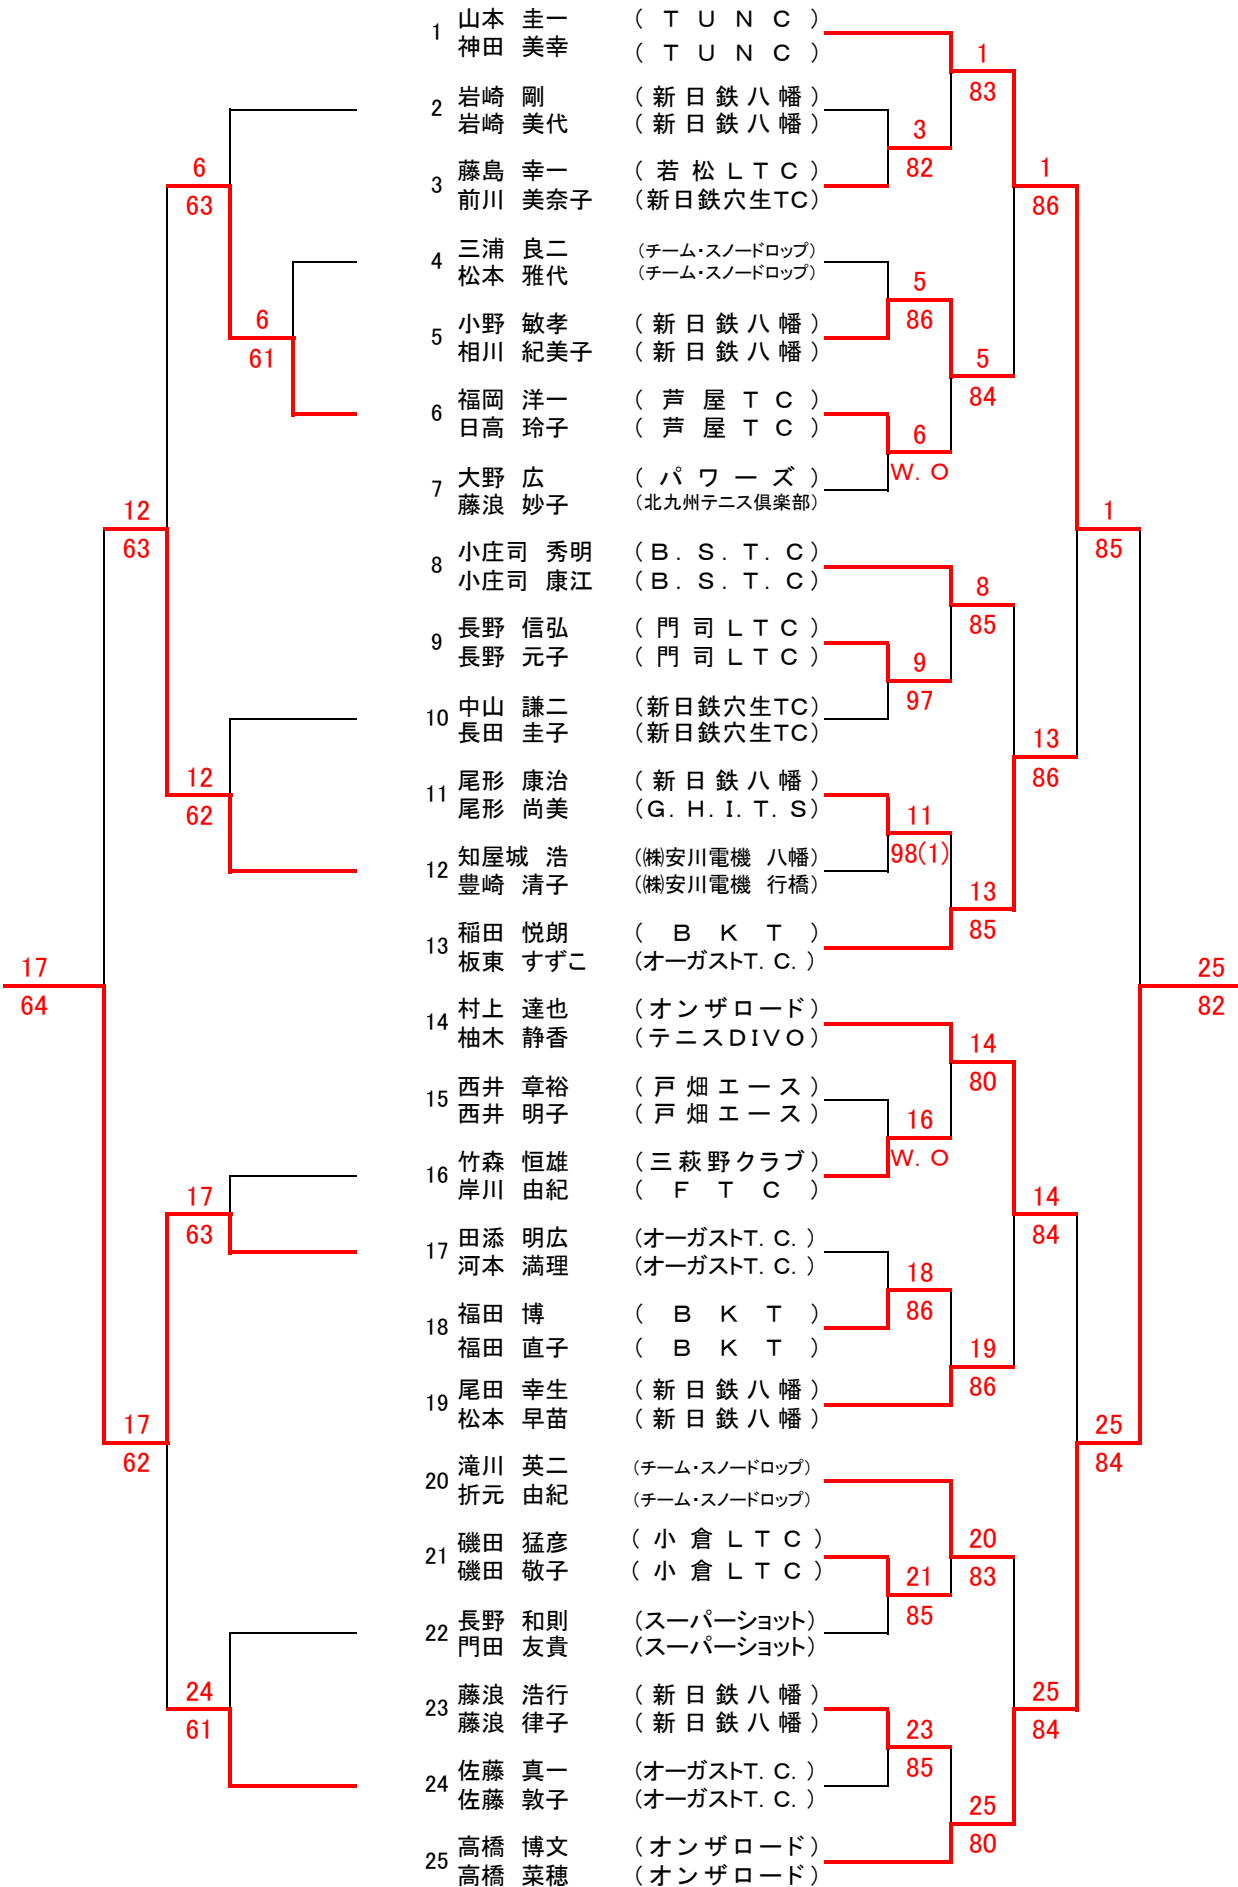 1 山本 圭一 (TUNC)
神田 美幸 (TUNC)
2 岩崎 剛 (新日鉄八幡)
岩崎 美代 (新日鉄八幡)
3 藤島 幸一 (若松LTC)
前川 美奈子 (新日鉄穴生TC)
4 三浦 良二 (チーム・スノードロップ)
松本 雅代 (チーム・スノードロップ)
5 小野 敏孝 (新日鉄八幡)
相川 紀美子 (新日鉄八幡)
6 福岡 洋一 (芦屋TC)
日高 玲子 (芦屋TC)
7 大野 広 (パワーズ)
藤浪 妙子 (北九州テニス倶楽部)
8 小庄司 秀明 (B.S.T.C)
小庄司 康江 (B.S.T.C)
9 長野 信弘 (門司LTC)
長野 元子 (門司LTC)
10 中山 謙二 (新日鉄穴生TC)
長田 圭子 (新日鉄穴生TC)
11 尾形 康治 (新日鉄八幡)
尾形 尚美 (G.H.I.T.S)
12 知屋城 浩 (㈱安川電機 八幡)
豊崎 清子 (㈱安川電機 行橋)
13 稲田 悦朗 (BKT)
板東 すずこ (オーガストT.C.)
14 村上 達也 (オンザロード)
柚木 静香 (テニスDIVO)
15 西井 章裕 (戸畑エース)
西井 明子 (戸畑エース)
16 竹森 恒雄 (三萩野クラブ)
岸川 由紀 (FTC)
17 田添 明広 (オーガストT.C.)
河本 満理 (オーガストT.C.)
18 福田 博 (BKT)
福田 直子 (BKT)
19 尾田 幸生 (新日鉄八幡)
松本 早苗 (新日鉄八幡)
20 滝川 英二 (チーム・スノードロップ)
折元 由紀 (チーム・スノードロップ)
21 磯田 猛彦 (小倉LTC)
磯田 敬子 (小倉LTC)
22 長野 和則 (スーパーショット)
門田 友貴 (スーパーショット)
23 藤浪 浩行 (新日鉄八幡)
藤浪 律子 (新日鉄八幡)
24 佐藤 真一 (オーガストT.C.)
佐藤 敦子 (オーガストT.C.)
25 高橋 博文 (オンザロード)
高橋 菜穂 (オンザロード)
6
63
6
61
12
63
12
62
17
64
17
63
17
62
24
61
3
82
5
86
6
W.O
9
97
11
98(1)
16
W.O
18
86
21
85
23
85
1
83
5
84
8
85
13
85
14
80
19
86
20
83
25
80
1
86
13
86
14
84
25
84
1
85
25
84
25
82